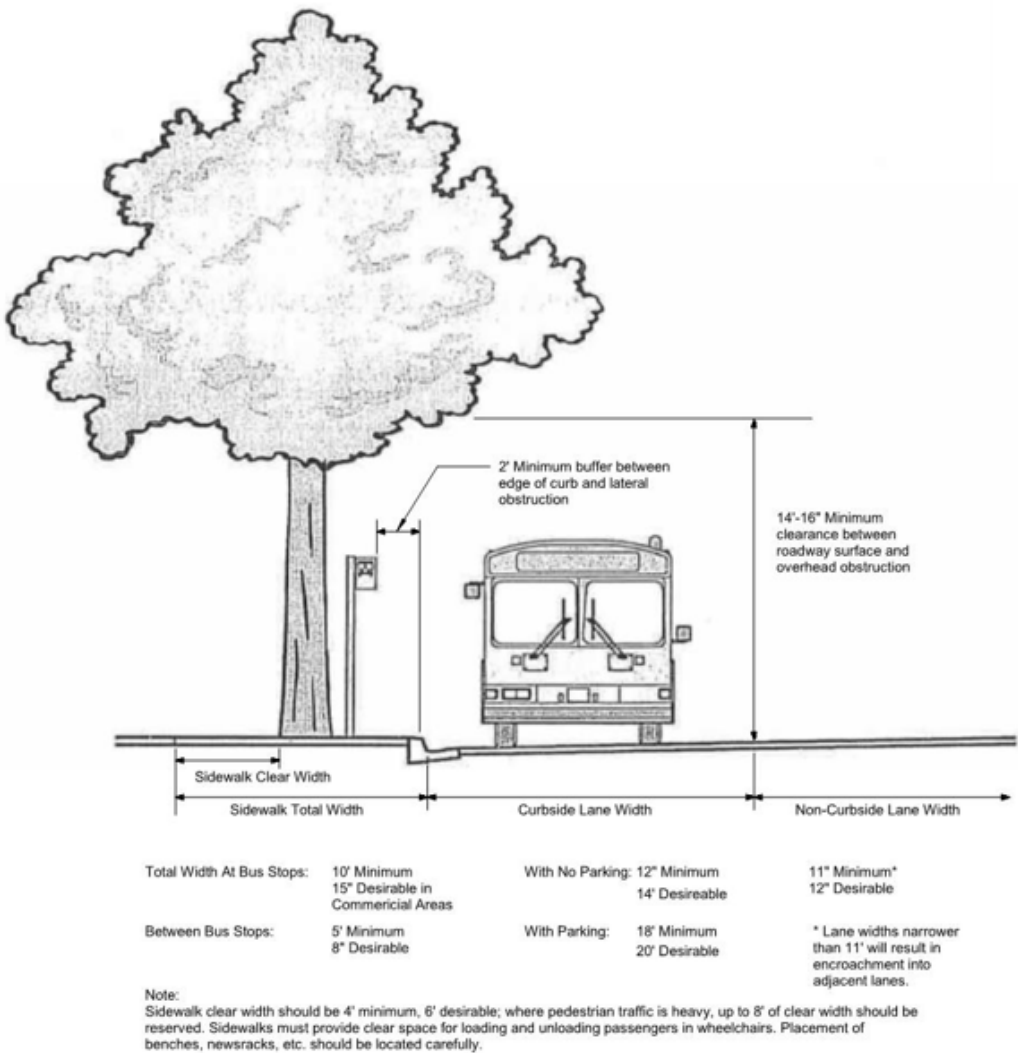 2' Minimum buffer between
edge of curb and lateral
obstruction
14'-16" Minimum
clearance between
roadway surface and
overhead obstruction
Sidewalk Clear Width
Sidewalk Total Width
Curbside Lane Width
Non-Curbside Lane Width
Total Width At Bus Stops: 10' Minimum
15" Desirable in
Commericial Areas
Between Bus Stops: 5' Minimum
8" Desirable
With No Parking: 12" Minimum
14' Desireable
With Parking: 18' Minimum
20' Desirable
11" Minimum*
12" Desirable
* Lane widths narrower
than 11' will result in
encroachment into
adjacent lanes.
Note:
Sidewalk clear width should be 4' minimum, 6' desirable; where pedestrian traffic is heavy, up to 8' of clear width should be
reserved. Sidewalks must provide clear space for loading and unloading passengers in wheelchairs. Placement of
benches, newsracks, etc. should be located carefully.